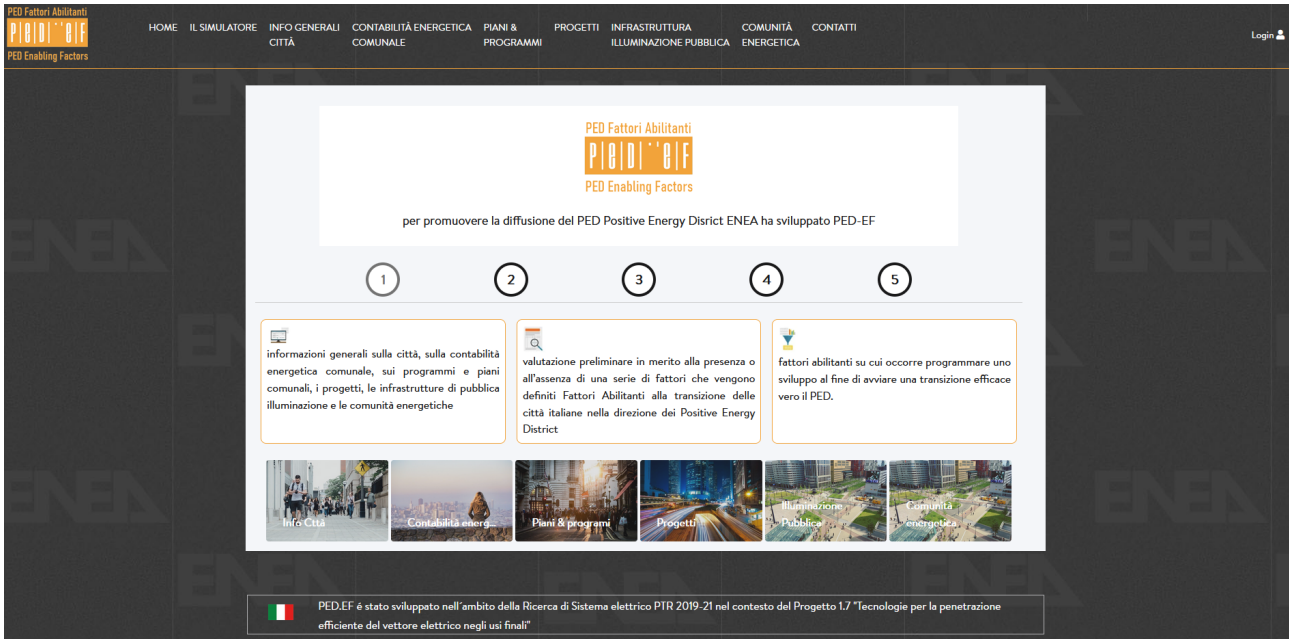 PED Fattori Abilitanti
P|e|D|¨e|F
PED Enabling Factors
HOME
IL SIMULATORE
INFO GENERALI
CITTÀ
CONTABILITÀ ENERGETICA
COMUNALE
PIANI &
PROGRAMMI
PROGETTI
INFRASTRUTTURA
ILLUMINAZIONE PUBBLICA
COMUNITÀ
ENERGETICA
CONTATTI
Login
PED Fattori Abilitanti
P|e|D|¨e|F
PED Enabling Factors
per promuovere la diffusione del PED Positive Energy Disrict ENEA ha sviluppato PED-EF
1
2
3
4
5
informazioni generali sulla città, sulla contabilità
energetica comunale, sui programmi e piani
comunali, i progetti, le infrastrutture di pubblica
illuminazione e le comunità energetiche
valutazione preliminare in merito alla presenza o
all'assenza di una serie di fattori che vengono
definiti Fattori Abilitanti alla transizione delle
città italiane nella direzione dei Positive Energy
District
fattori abilitanti su cui occorre programmare uno
sviluppo al fine di avviare una transizione efficace
vero il PED.
Info Cttà
Contabilità energ...
Piani & programi
Progetti
Illuminazione
Pubblica
Comunità
energetica
ENEA
PED.EF é stato sviluppato nell´ambito della Ricerca di Sistema elettrico PTR 2019-21 nel contesto del Progetto 1.7 "Tecnologie per la penetrazione
efficiente del vettore elettrico negli usi finali"